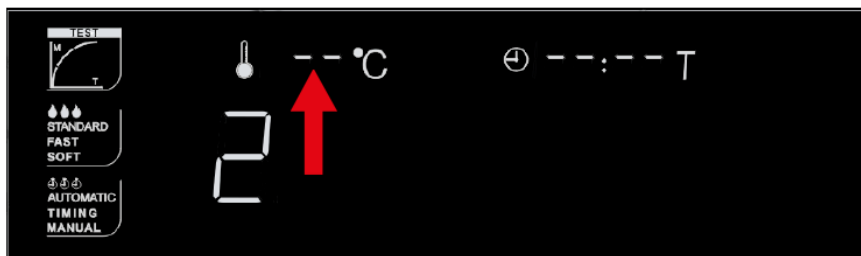 TEST
M
T
-- °C
--:-- T
STANDARD
FAST
SOFT
2
AUTOMATIC
TIMING
MANUAL